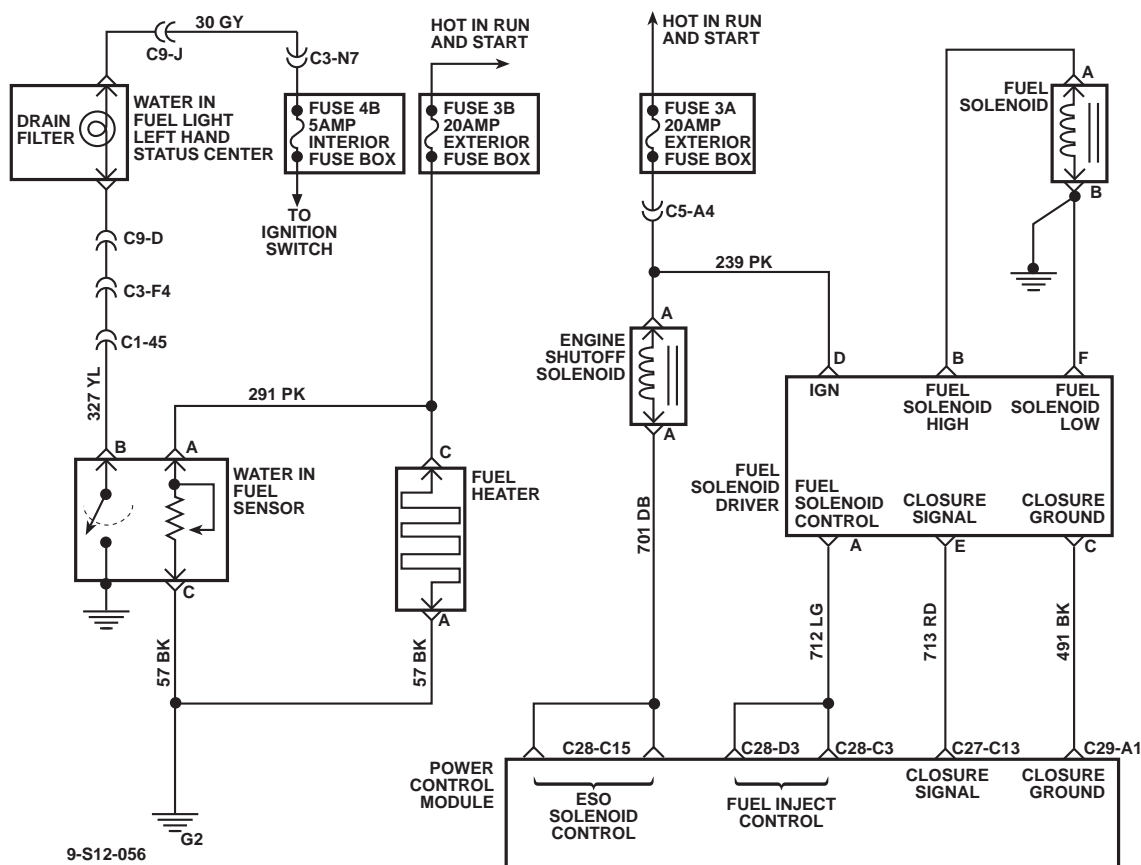 30 GY
C9-J
C3-N7
HOT IN RUN
AND START
HOT IN RUN
AND START
DRAIN
FILTER
WATER IN
FUEL LIGHT
LEFT HAND
STATUS CENTER
FUSE 4B
5AMP
INTERIOR
FUSE BOX
FUSE 3B
20AMP
EXTERIOR
FUSE BOX
FUSE 3A
20AMP
EXTERIOR
FUSE BOX
FUEL
SOLENOID
A
B
TO
IGNITION
SWITCH
C5-A4
C9-D
C3-F4
C1-45
239 PK
327 YL
291 PK
ENGINE
SHUTOFF
SOLENOID
A
A
D
B
F
IGN
FUEL
SOLENOID
HIGH
FUEL
SOLENOID
LOW
FUEL
SOLENOID
DRIVER
FUEL
SOLENOID
CONTROL
CLOSURE
SIGNAL
CLOSURE
GROUND
A
E
C
B
A
WATER IN
FUEL
SENSOR
C
C
FUEL
HEATER
A
57 BK
57 BK
701 DB
712 LG
713 RD
491 BK
C28-C15
C28-D3
C28-C3
C27-C13
C29-A1
POWER
CONTROL
MODULE
ESO
SOLENOID
CONTROL
FUEL INJECT
CONTROL
CLOSURE
SIGNAL
CLOSURE
GROUND
G2
9-S12-056